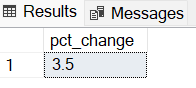 Results Messages
pct_change
1 3.5